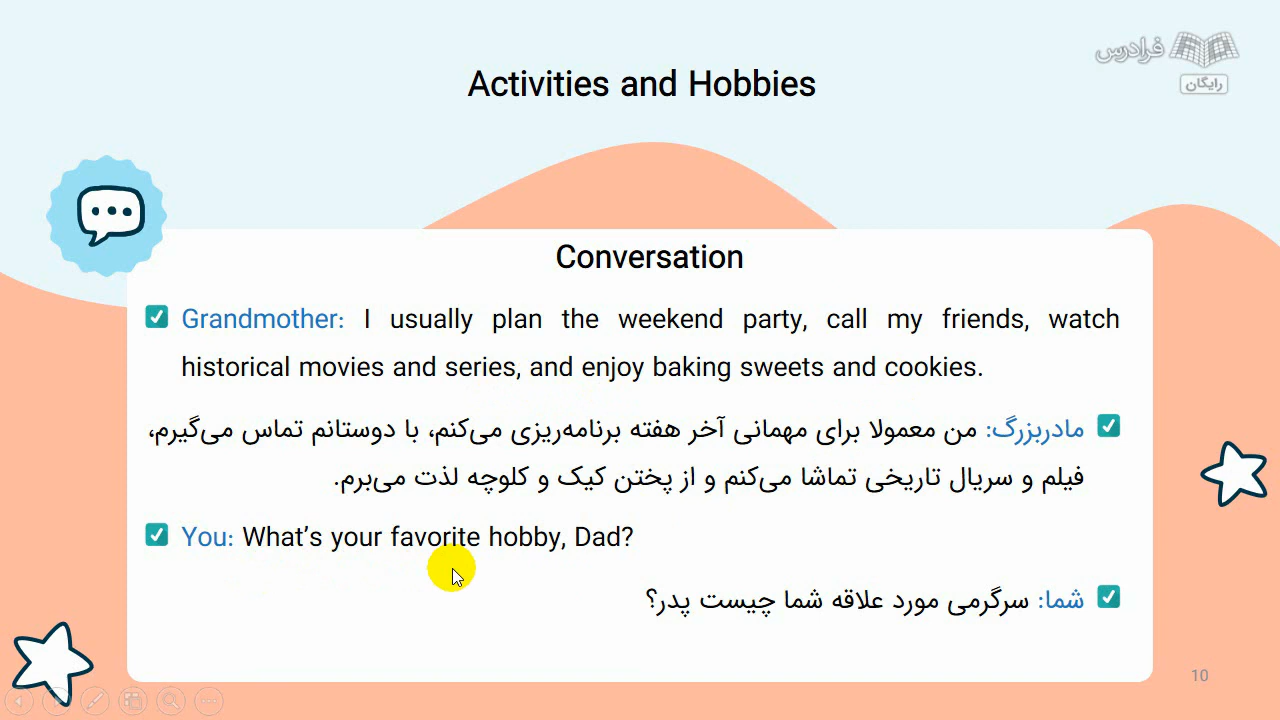 فرادرس
رایگان
Activities and Hobbies
Conversation
Grandmother: I usually plan the weekend party, call my friends, watch
historical movies and series, and enjoy baking sweets and cookies.
مادربزرگ: من معمولا برای مهمانی آخر هفته برنامه‌ریزی می‌کنم، با دوستانم تماس می‌گیرم،
فیلم و سریال تاریخی تماشا می‌کنم و از پختن کیک و کلوچه لذت می‌برم.
You: What's your favorite hobby, Dad?
شما: سرگرمی مورد علاقه شما چیست پدر؟
10